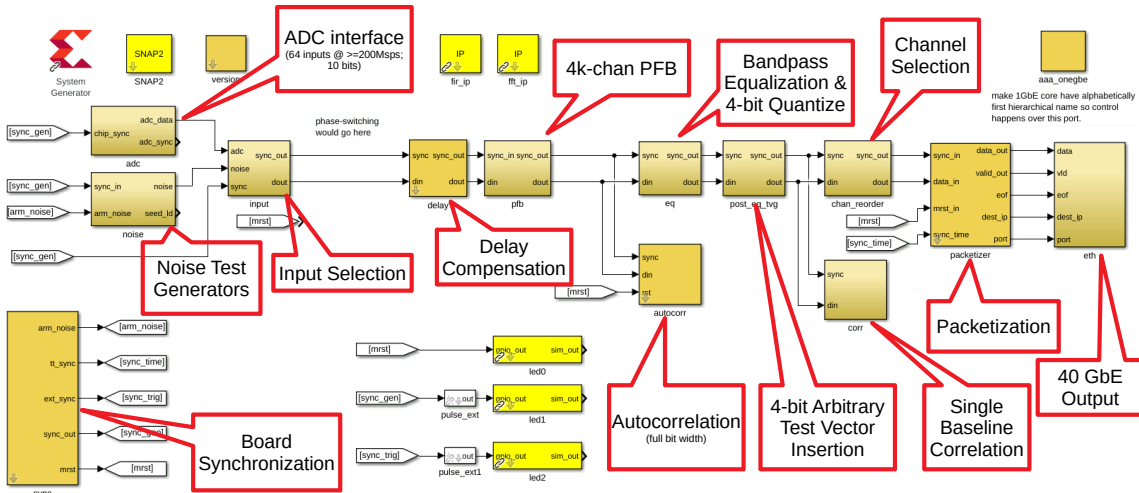 System
Generator
SNAP2
SNAP2
version
ADC interface
(64 inputs @ >=200Msps;
10 bits)
IP
fir_ip
IP
fft_ip
4k-chan PFB
Bandpass
Equalization &
4-bit Quantize
Channel
Selection
aaa_onegbe
make 1GbE core have alphabetically
first hierarchical name so control
happens over this port.
phase-switching
would go here
[sync_gen]
chip_sync
adc_data
adc_sync
adc
[sync_gen]
[arm_noise]
sync_in
arm_noise
noise
seed_ld
noise
[sync_gen]
adc
noise
sync
sync_out
dout
input
[mrst]
sync
din
sync_out
dout
delay
sync_in
din
sync_out
dout
pfb
sync
din
sync_out
dout
eq
sync
din
sync_out
dout
post_eq_tvg
sync
din
sync_out
dout
chan_reorder
[mrst]
[sync_time]
sync_in
data_in
mrst_in
sync_time
data_out
valid_out
eof
dest_ip
port
packetizer
data
vld
eof
dest_ip
port
eth
[mrst]
sync
din
rst
autocorr
sync
din
corr
Noise Test
Generators
Input Selection
Delay
Compensation
Packetization
40 GbE
Output
arm_noise
tt_sync
ext_sync
sync_out
mrst
sync
[arm_noise]
[sync_time]
[sync_trig]
[sync_gen]
[mrst]
Board
Synchronization
[mrst]
gpio_out
sim_out
led0
[sync_gen]
out
pulse_ext
gpio_out
sim_out
led1
[sync_trig]
out
pulse_ext1
gpio_out
sim_out
led2
Autocorrelation
(full bit width)
4-bit Arbitrary
Test Vector
Insertion
Single
Baseline
Correlation